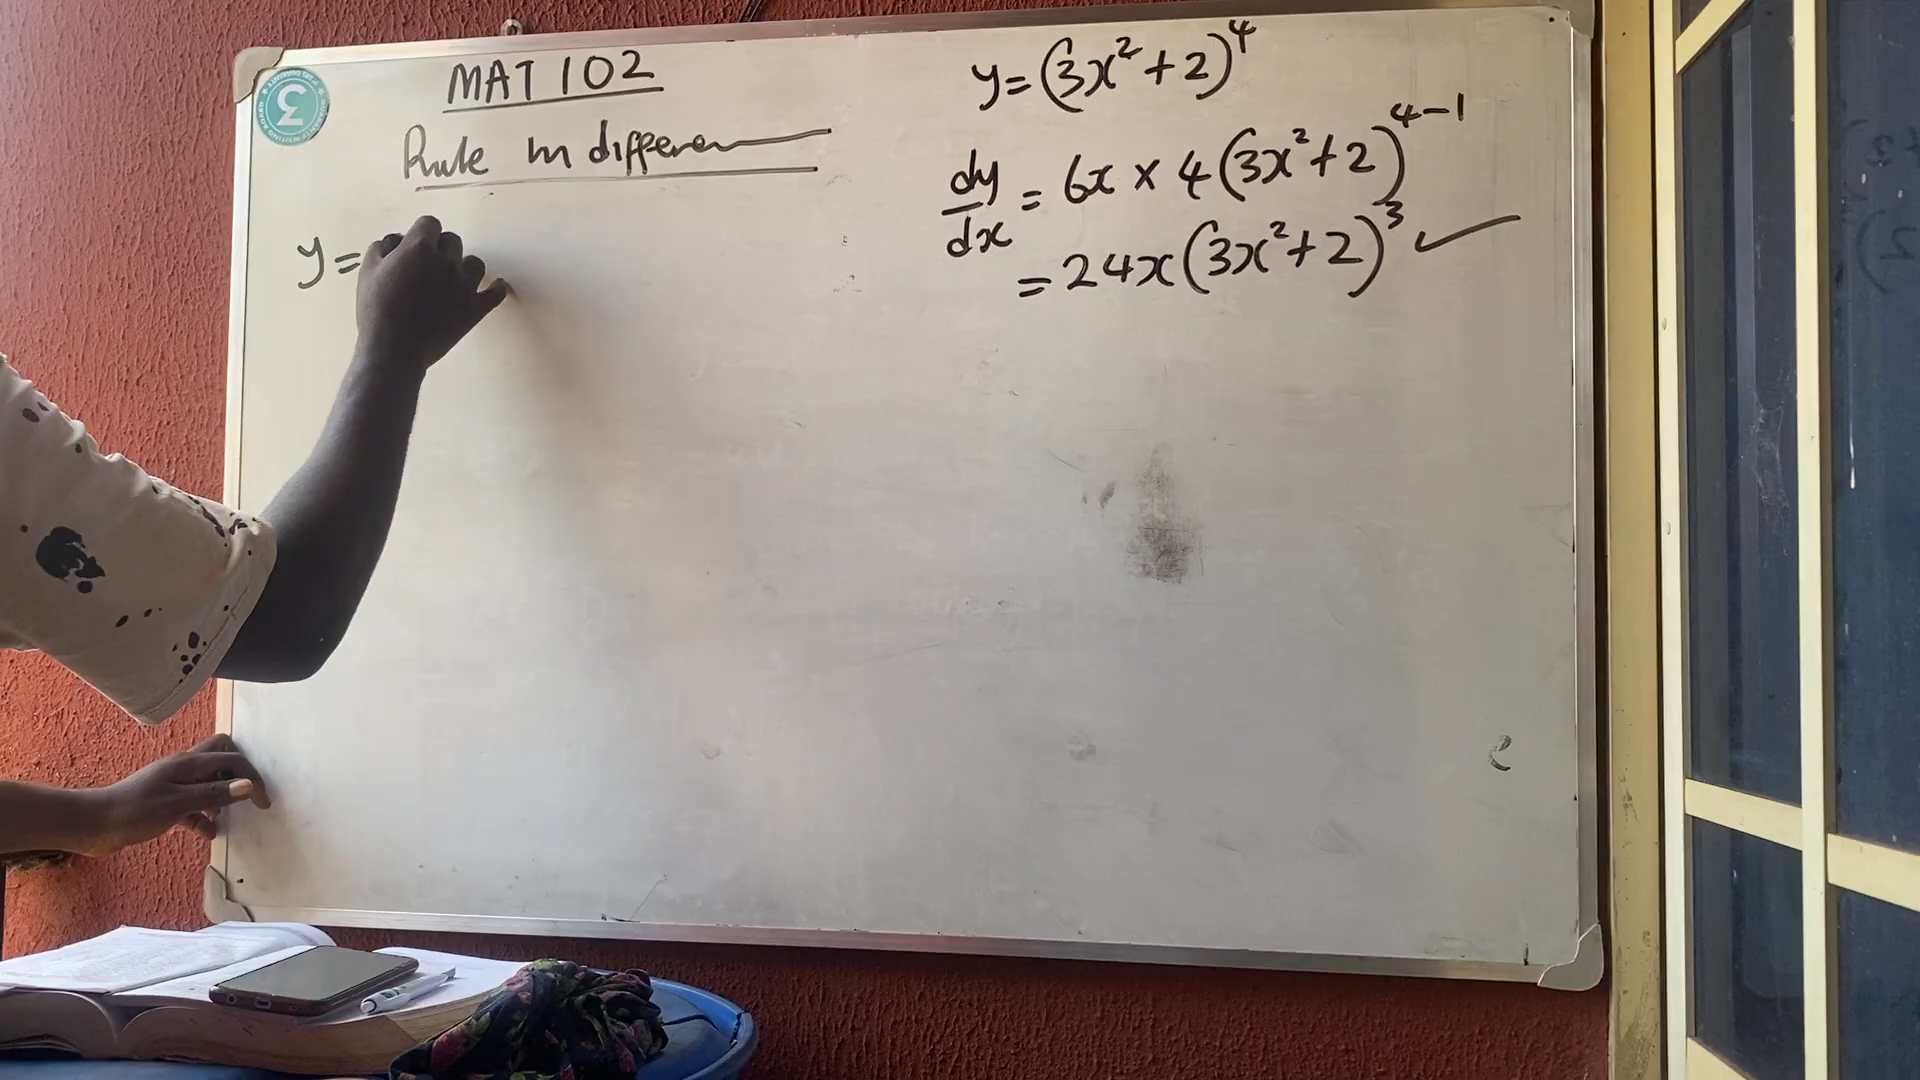 MAT 102
Rule in differen
y=
y=(3x²+2)⁴
dy/dx = 6x × 4(3x²+2)⁴⁻¹
= 24x(3x²+2)³ ✓